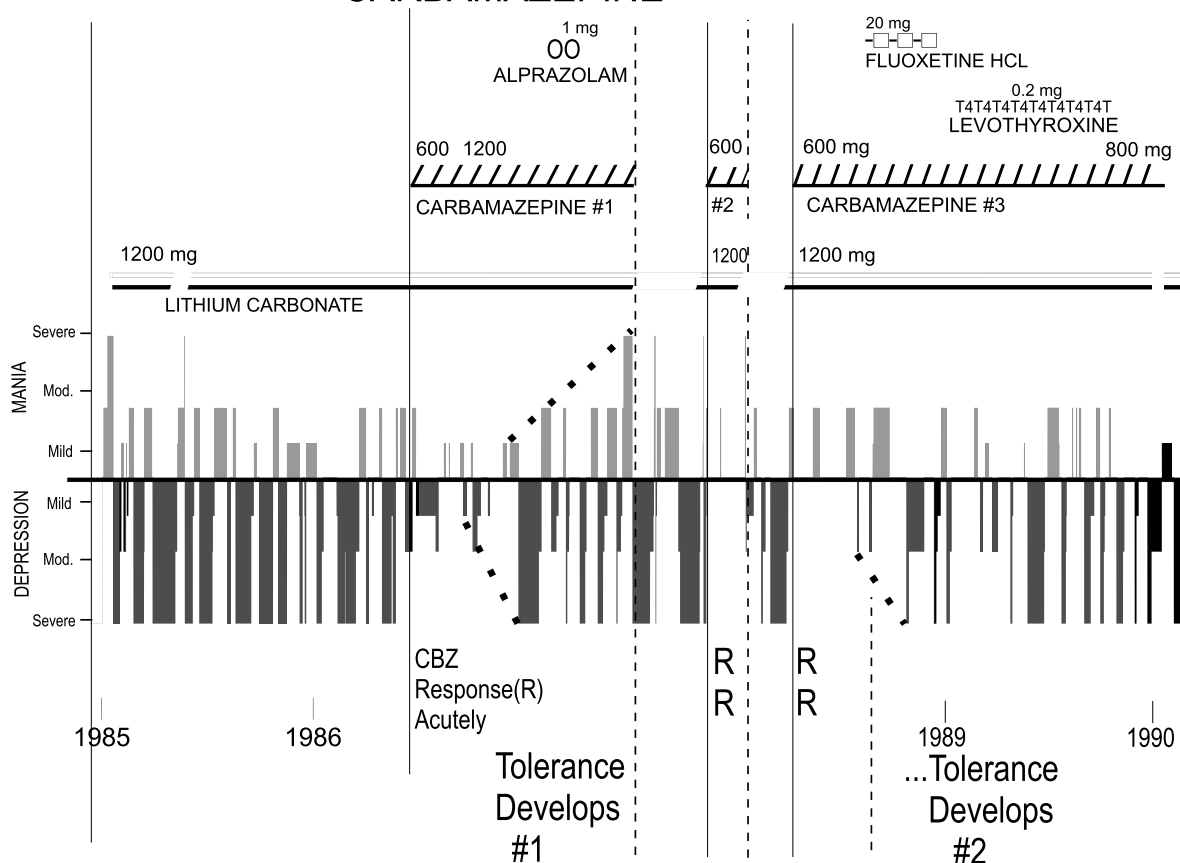 1 mg
OO
ALPRAZOLAM
20 mg
FLUOXETINE HCL
0.2 mg
T4T4T4T4T4T4T4T4T4T
LEVOTHYROXINE
600 1200
600
600 mg
800 mg
CARBAMAZEPINE #1
#2
CARBAMAZEPINE #3
1200 mg
1200
1200 mg
LITHIUM CARBONATE
MANIA
Severe
Mod.
Mild
DEPRESSION
Mild
Mod.
Severe
CBZ
Response(R)
Acutely
R
R
R
R
1985
1986
1989
1990
Tolerance
Develops
#1
...Tolerance
Develops
#2